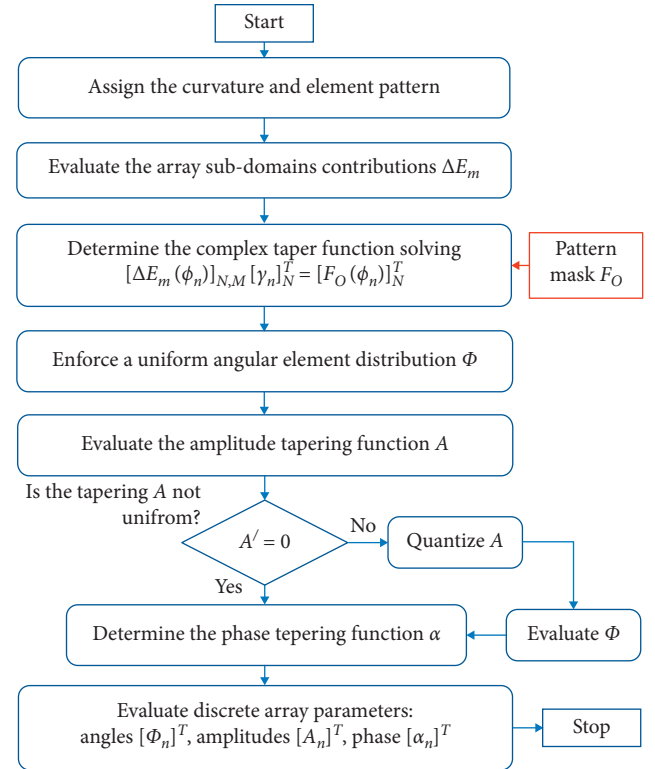 Start
Assign the curvature and element pattern
Evaluate the array sub-domains contributions ΔE_m
Determine the complex taper function solving
[ΔE_m (ϕ_n)]_{N,M} [γ_n]_N^T = [F_O (ϕ_n)]_N^T
Pattern
mask F_O
Enforce a uniform angular element distribution Φ
Evaluate the amplitude tapering function A
Is the tapering A not
unifrom?
A′ = 0
No
Quantize A
Yes
Determine the phase tepering function α
Evaluate Φ
Evaluate discrete array parameters:
angles [Φ_n]^T, amplitudes [A_n]^T, phase [α_n]^T
Stop